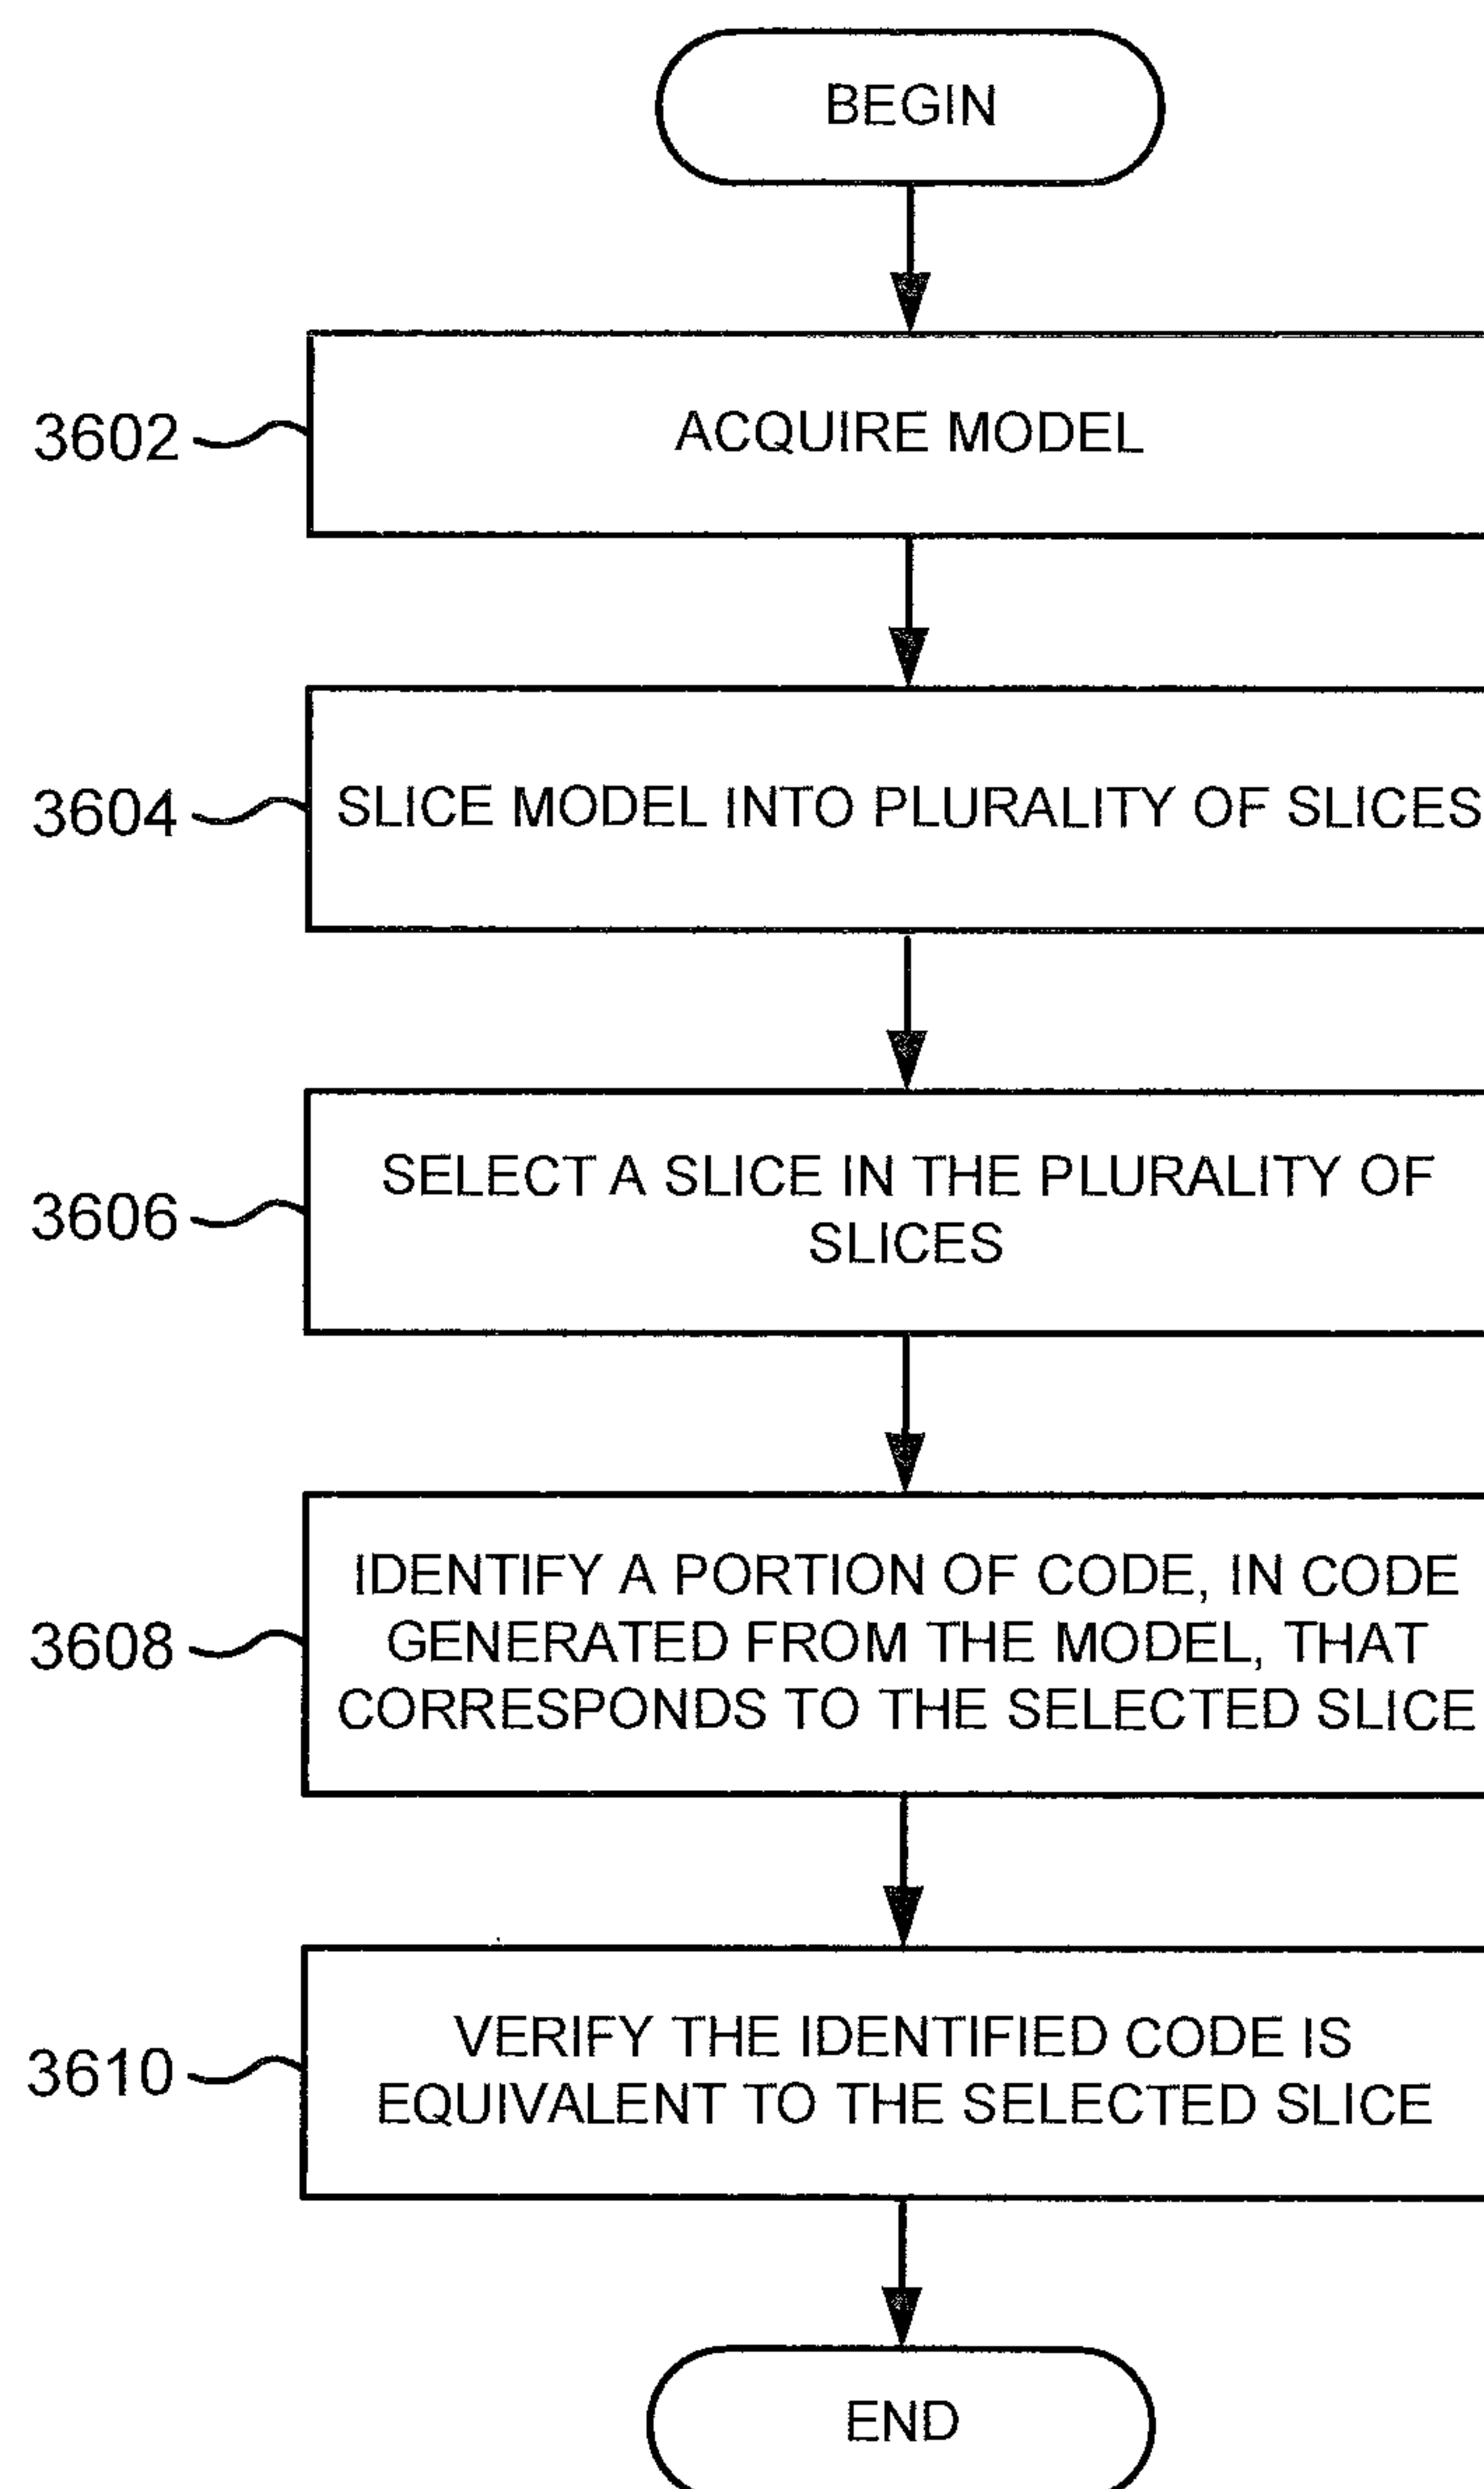 BEGIN
3602
ACQUIRE MODEL
3604
SLICE MODEL INTO PLURALITY OF SLICES
3606
SELECT A SLICE IN THE PLURALITY OF
SLICES
3608
IDENTIFY A PORTION OF CODE, IN CODE
GENERATED FROM THE MODEL, THAT
CORRESPONDS TO THE SELECTED SLICE
3610
VERIFY THE IDENTIFIED CODE IS
EQUIVALENT TO THE SELECTED SLICE
END